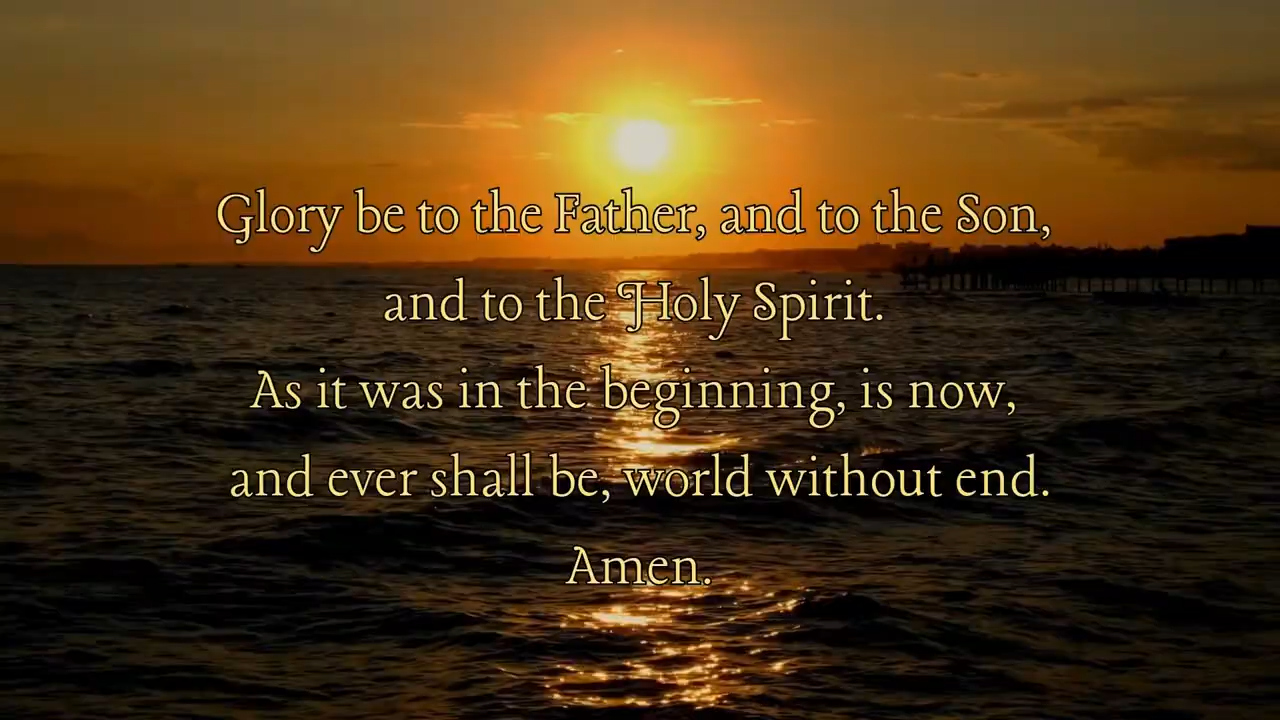 Glory be to the Father, and to the Son,
and to the Holy Spirit.
As it was in the beginning, is now,
and ever shall be, world without end.
Amen.